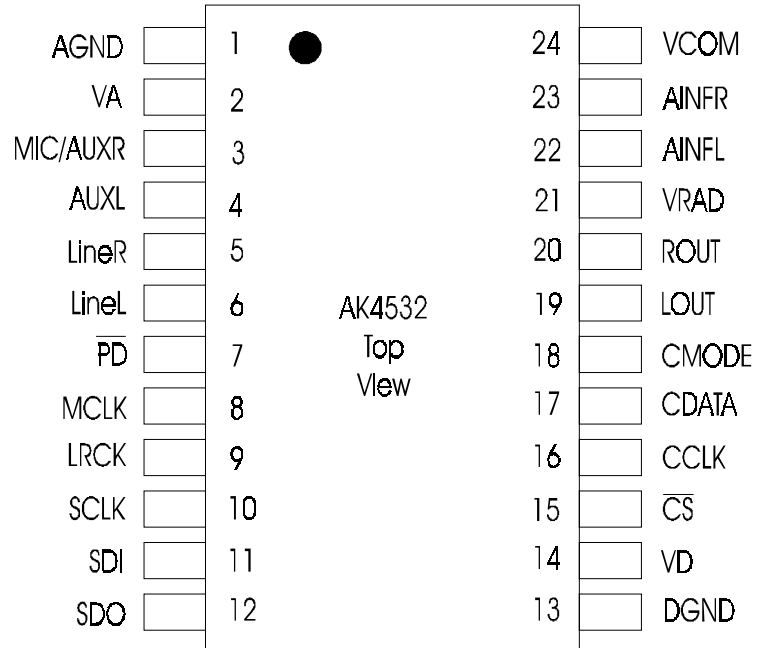 AGND 1 24 VCOM
VA 2 23 AINFR
MIC/AUXR 3 22 AINFL
AUXL 4 21 VRAD
LineR 5 20 ROUT
LineL 6 AK4532 19 LOUT
P̅D̅ 7 Top 18 CMODE
View
MCLK 8 17 CDATA
LRCK 9 16 CCLK
SCLK 10 15 C̅S̅
SDI 11 14 VD
SDO 12 13 DGND